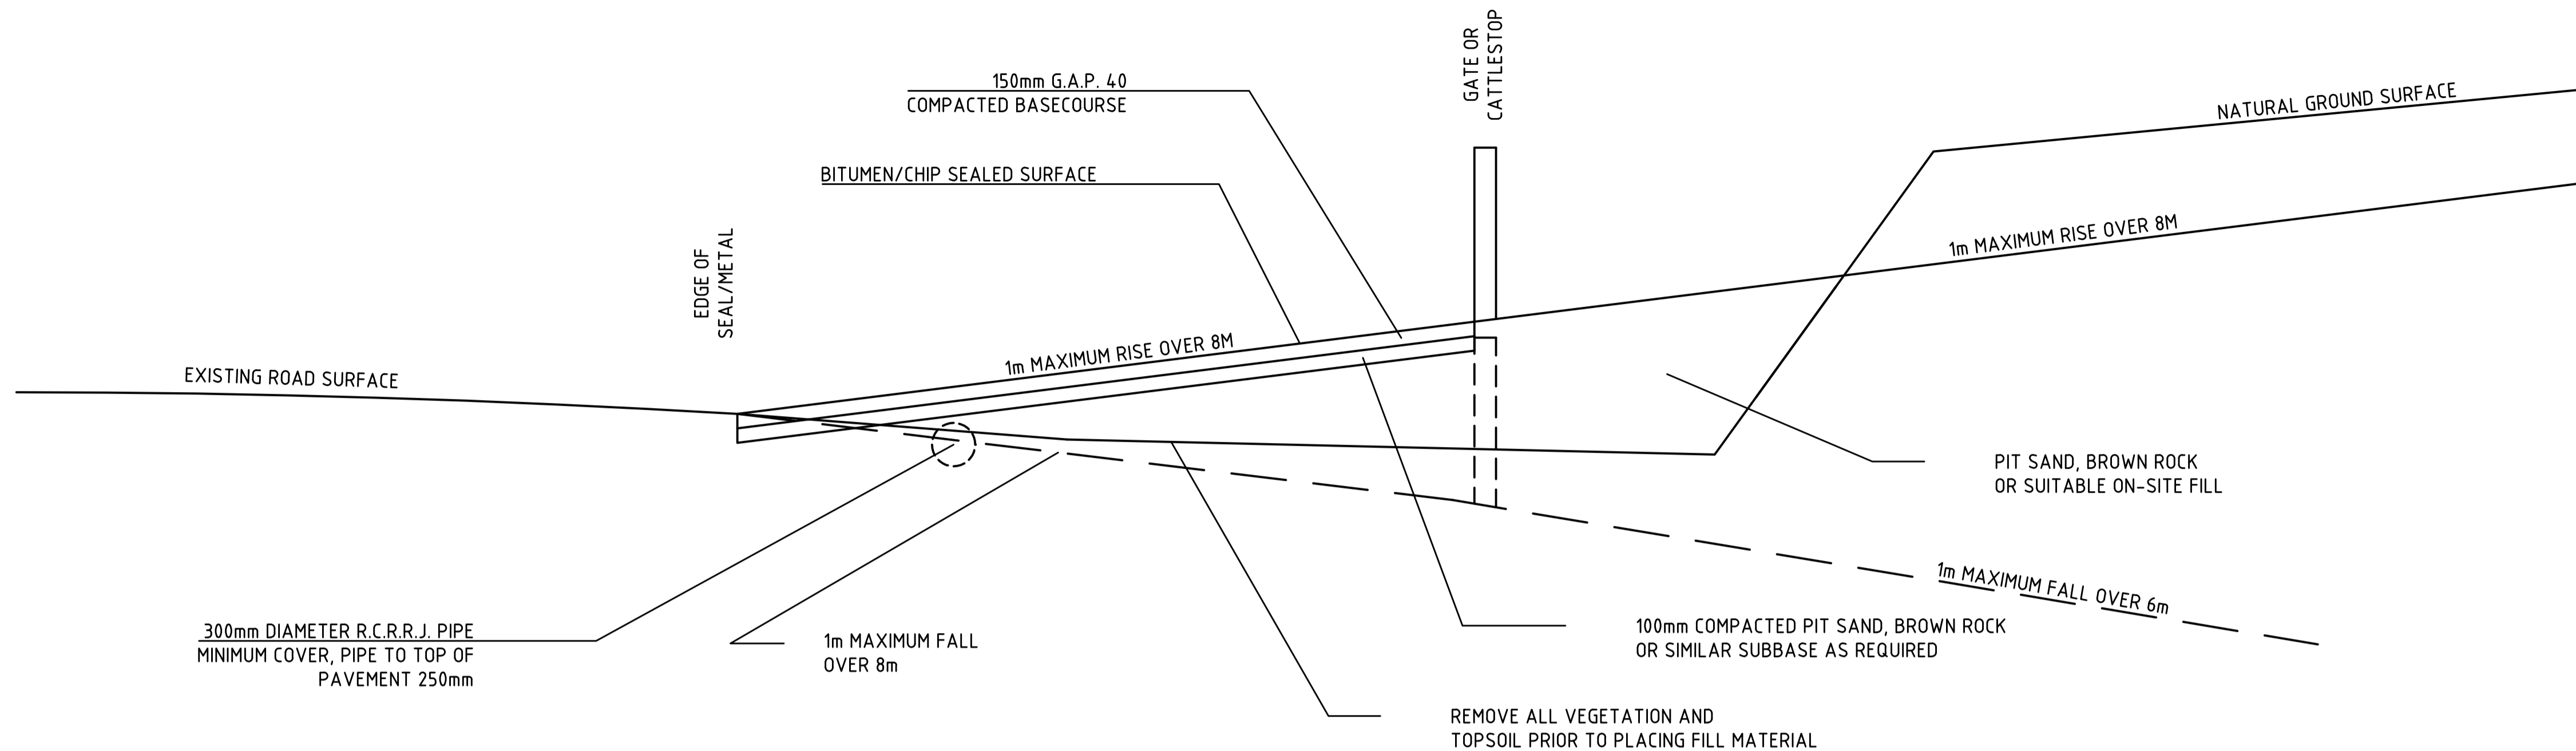 GATE OR
CATTLESTOP
150mm G.A.P. 40
COMPACTED BASECOURSE
NATURAL GROUND SURFACE
BITUMEN/CHIP SEALED SURFACE
EDGE OF
SEAL/METAL
1m MAXIMUM RISE OVER 8M
1m MAXIMUM RISE OVER 8M
EXISTING ROAD SURFACE
PIT SAND, BROWN ROCK
OR SUITABLE ON-SITE FILL
1m MAXIMUM FALL OVER 6m
300mm DIAMETER R.C.R.R.J. PIPE
MINIMUM COVER, PIPE TO TOP OF
PAVEMENT 250mm
1m MAXIMUM FALL
OVER 8m
100mm COMPACTED PIT SAND, BROWN ROCK
OR SIMILAR SUBBASE AS REQUIRED
REMOVE ALL VEGETATION AND
TOPSOIL PRIOR TO PLACING FILL MATERIAL